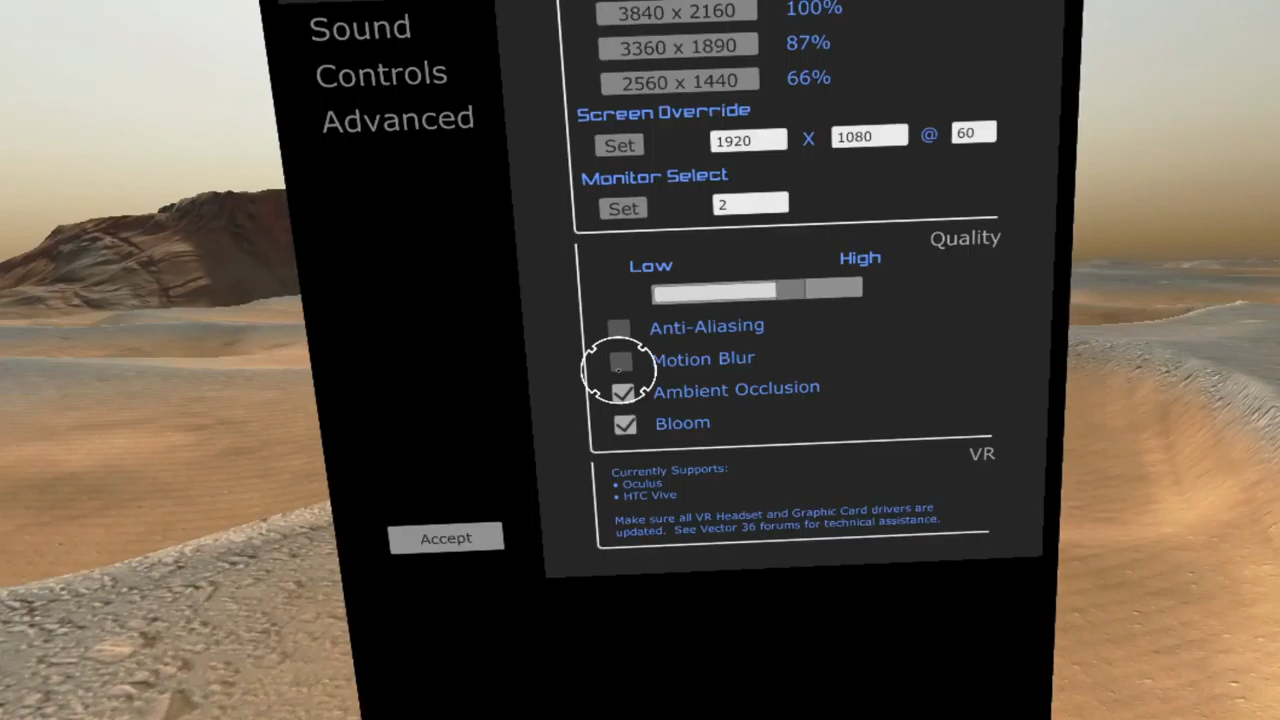 Sound
Controls
Advanced
3840 x 2160 100%
3360 x 1890 87%
2560 x 1440 66%
Screen Override
Set 1920 X 1080 @ 60
Monitor Select
Set 2
Quality
Low High
Anti-Aliasing
Motion Blur
Ambient Occlusion
Bloom
VR
Currently Supports:
• Oculus
• HTC Vive
Make sure all VR Headset and Graphic Card drivers are
updated. See Vector 36 forums for technical assistance.
Accept